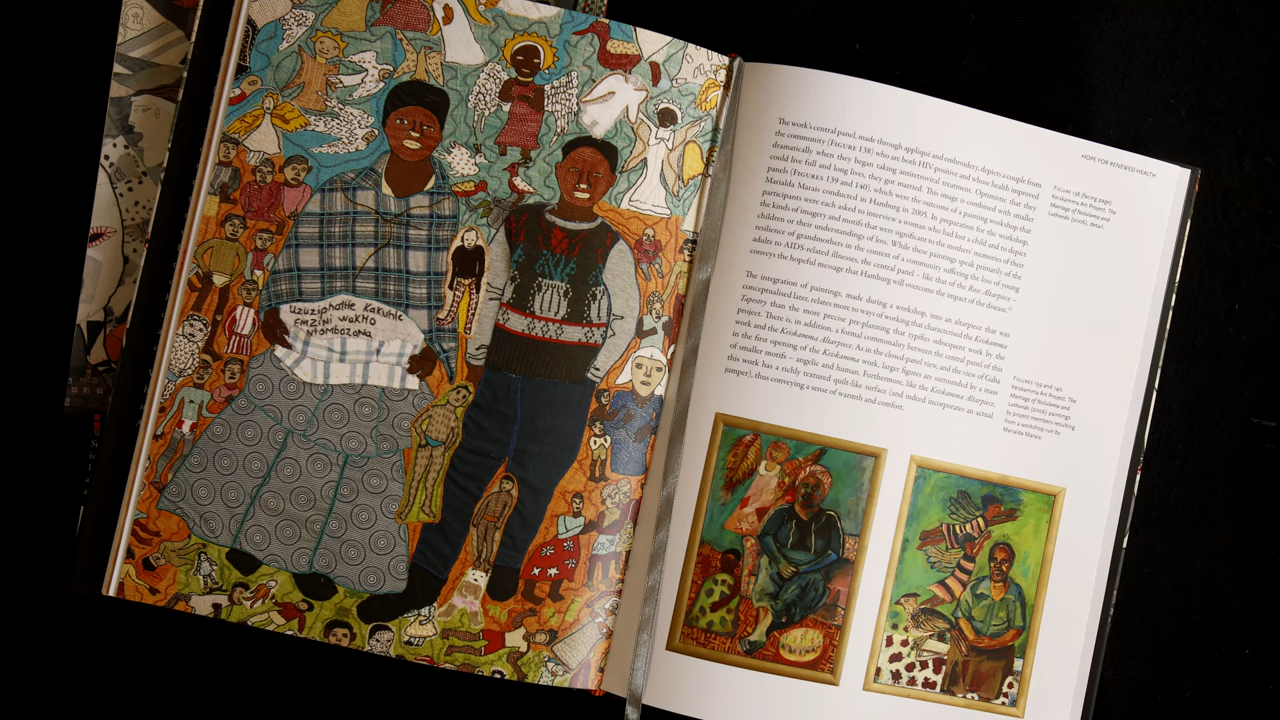 Uzuziphathe Kakuhle
EMZini waKHO
Ntombazana
HOPE FOR RENEWED HEALTH
The work's central panel, made through appliqué and embroidery, depicts a couple from
the community (FIGURE 138) who are both HIV-positive and whose health improved
dramatically when they began taking antiretroviral treatment. Optimistic that they
could live full and long lives, they got married. This image is combined with smaller
panels (FIGURES 139 and 140), which were the outcome of a painting workshop that
Marialda Marais conducted in Hamburg in 2005. In preparation for the workshop,
participants were each asked to interview a woman who had lost a child and to depict
the kinds of imagery and motifs that were significant to the mothers' memories of their
children or their understandings of loss. While these paintings speak primarily of the
resilience of grandmothers in the context of a community suffering the loss of young
adults to AIDS-related illnesses, the central panel – like that of the Rose Altarpiece –
conveys the hopeful message that Hamburg will overcome the impact of the disease.
The integration of paintings, made during a workshop, into an altarpiece that was
conceptualised later, relates more to ways of working that characterised the Keiskamma
Tapestry than the more precise pre-planning that typifies subsequent work by the
project. There is, in addition, a formal commonality between the central panel of this
work and the Keiskamma Altarpiece. As in the closed-panel view, and the view of Gaba
in the first opening of the Keiskamma work, larger figures are surrounded by a mass
of smaller motifs – angelic and human. Furthermore, like the Keiskamma Altarpiece,
this work has a richly textured quilt-like surface (and indeed incorporates an actual
jumper), thus conveying a sense of warmth and comfort.
FIGURE 138 (facing page).
Keiskamma Art Project, The
Marriage of Nolulama and
Luthando (2006), detail.
FIGURES 139 and 140.
Keiskamma Art Project, The
Marriage of Nolulama and
Luthando (2006) paintings
by project members resulting
from a workshop run by
Marialda Marais.